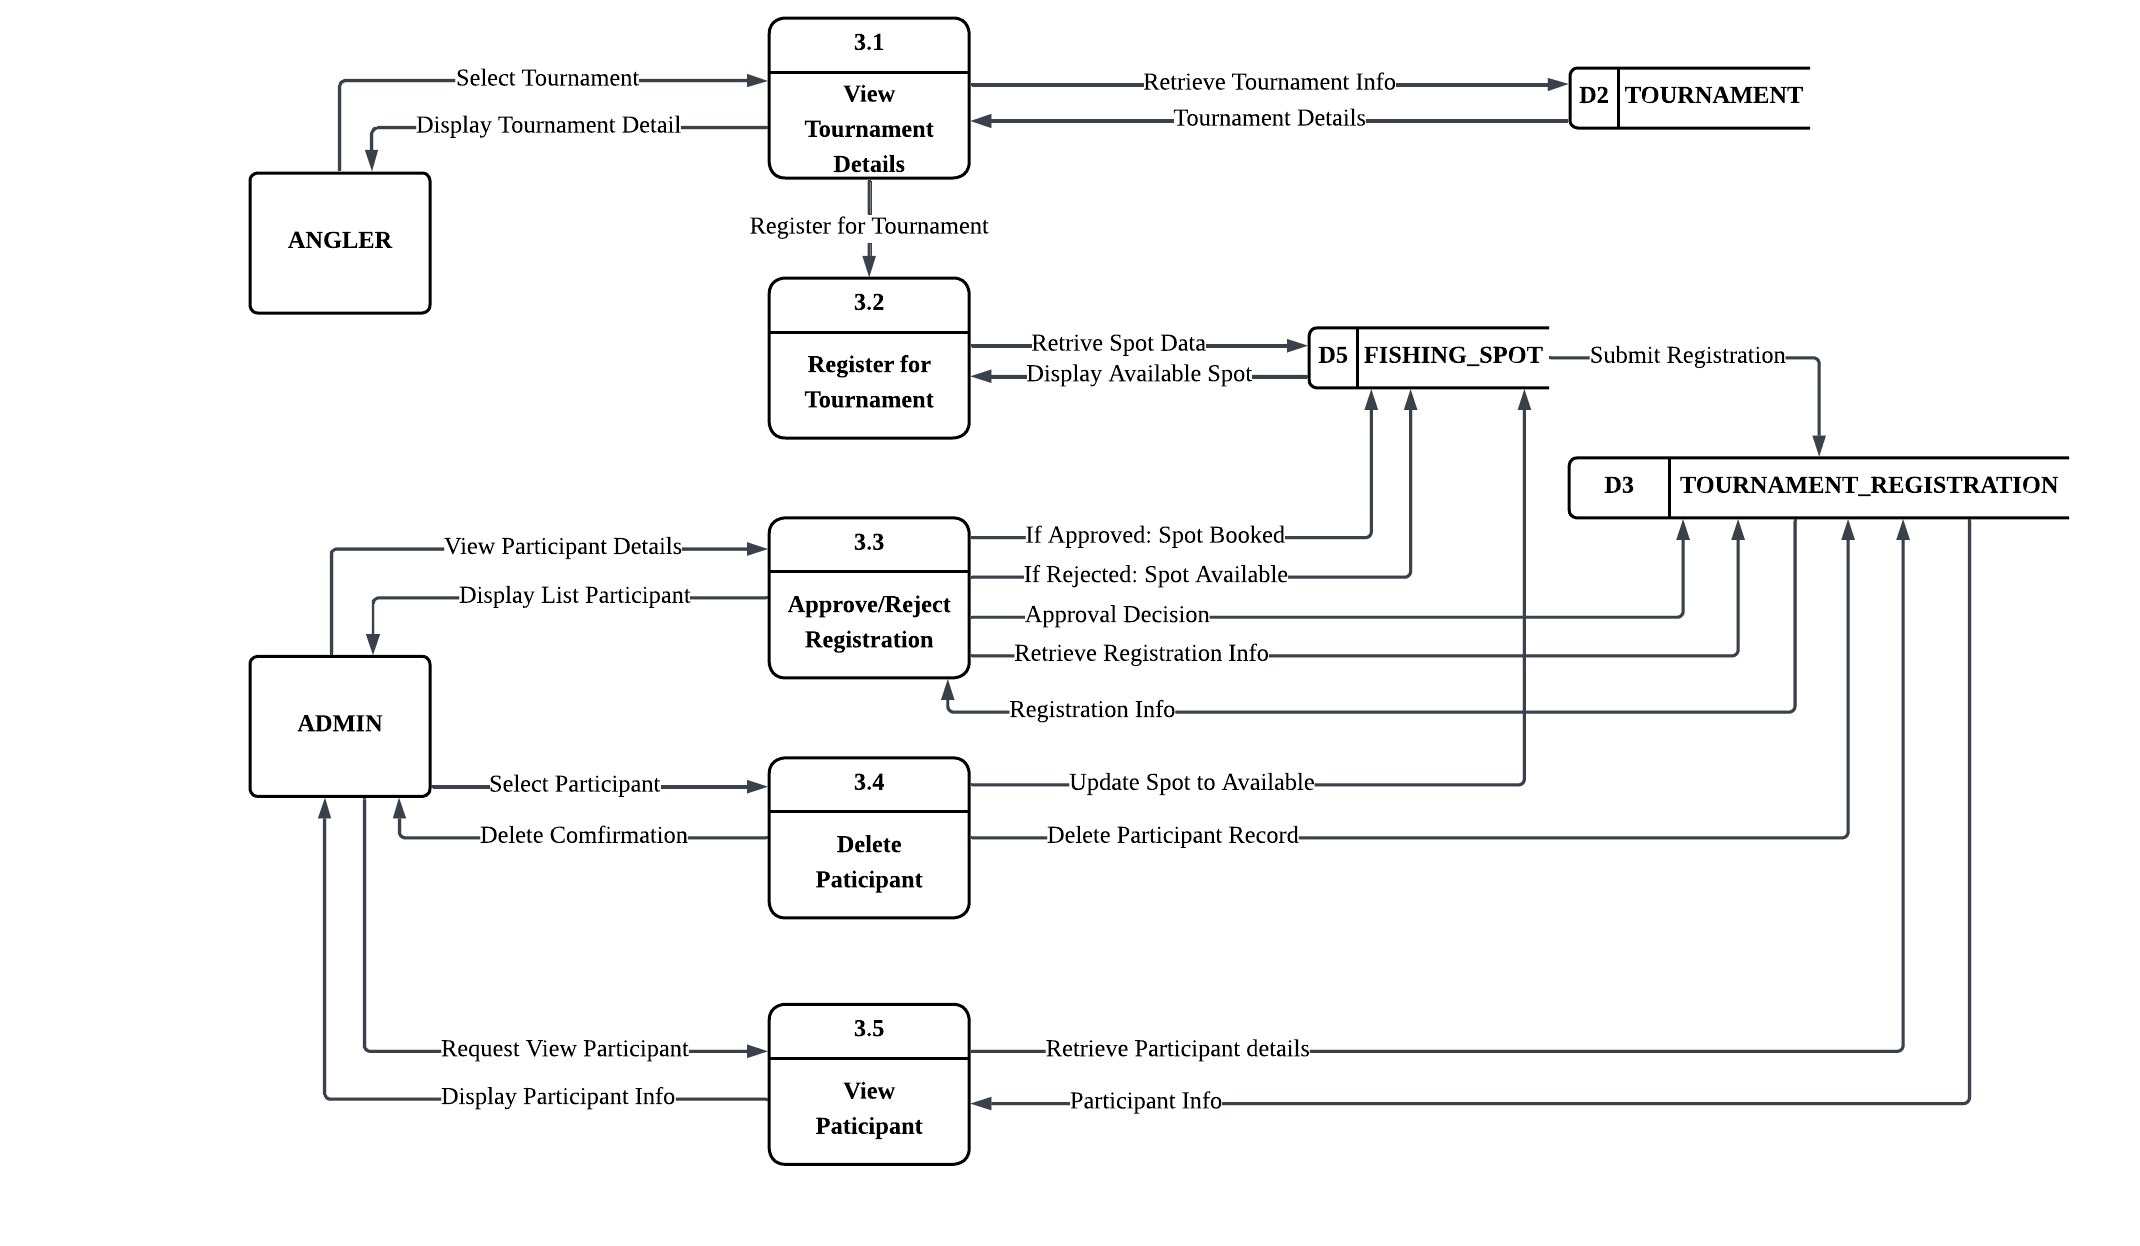 3.1
View
Tournament
Details
Select Tournament
Display Tournament Detail
Retrieve Tournament Info
Tournament Details
D2 TOURNAMENT
ANGLER
Register for Tournament
3.2
Register for
Tournament
Retrive Spot Data
Display Available Spot
D5 FISHING_SPOT
Submit Registration
D3 TOURNAMENT_REGISTRATION
View Participant Details
Display List Participant
3.3
Approve/Reject
Registration
If Approved: Spot Booked
If Rejected: Spot Available
Approval Decision
Retrieve Registration Info
Registration Info
ADMIN
Select Participant
Delete Comfirmation
3.4
Delete
Paticipant
Update Spot to Available
Delete Participant Record
Request View Participant
Display Participant Info
3.5
View
Paticipant
Retrieve Participant details
Participant Info